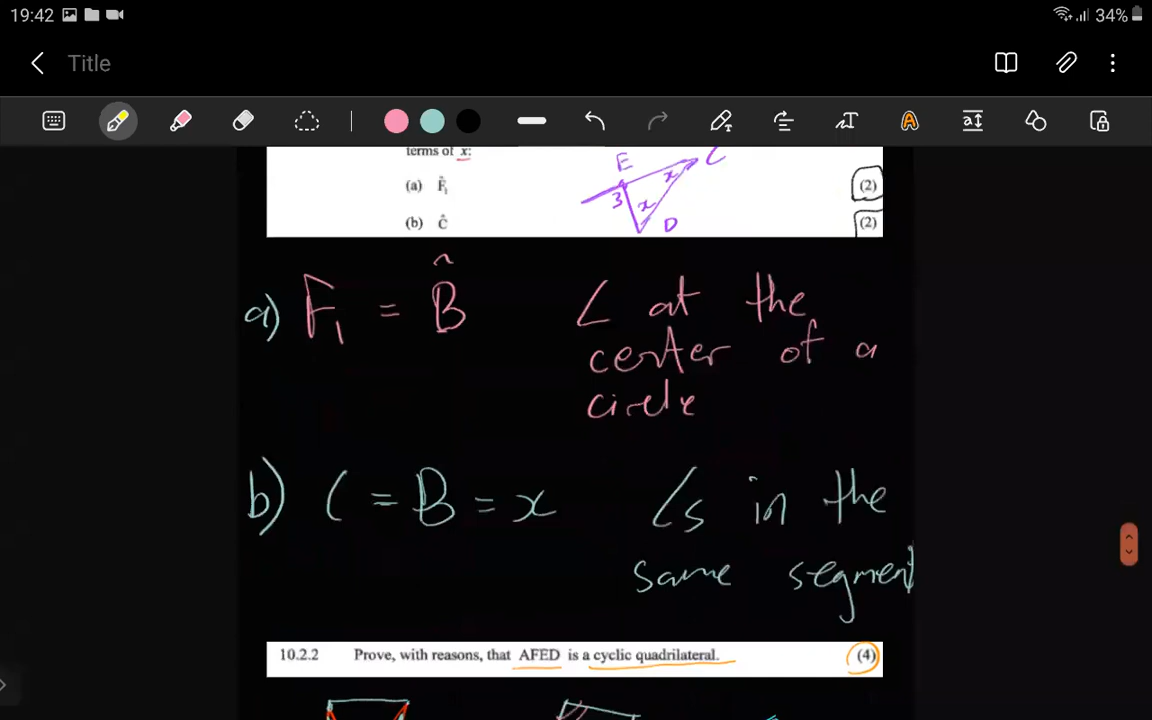 19:42 34%
Title
A
terms of x:
(a) F̂₁ (2)
(b) Ĉ (2)
E C
x
3 x
D
a) F₁ = B̂ ∠ at the
center of a
circle
b) C = B = x ∠s in the
same segment
10.2.2 Prove, with reasons, that AFED is a cyclic quadrilateral. (4)